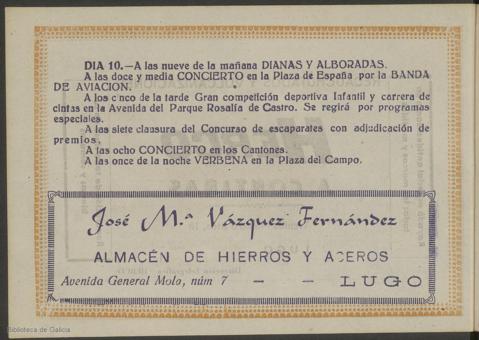 DIA 10.—A las nueve de la mañana DIANAS Y ALBORADAS.
A las doce y media CONCIERTO en la Plaza de España por la BANDA
DE AVIACION.
A los cinco de la tarde Gran competición deportiva Infantil y carrera de
cintas en la Avenida del Parque Rosalía de Castro. Se regirá por programas
especiales.
A las siete clausura del Concurso de escaparates con adjudicación de
premios.
A las ocho CONCIERTO en los Cantones.
A las once de la noche VERBENA en la Plaza del Campo.
José M.ª Vázquez Fernández
ALMACÉN DE HIERROS Y ACEROS
Avenida General Molo, núm 7 — — LUGO
Biblioteca de Galicia